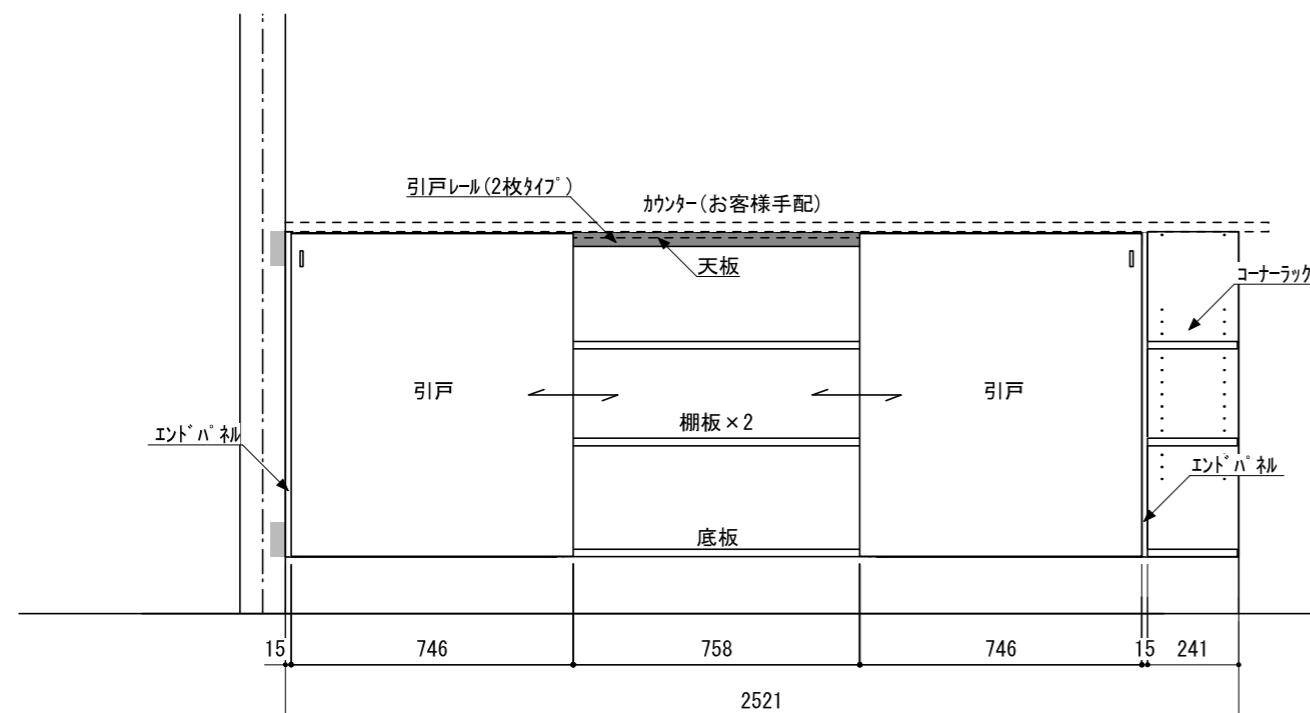 引戸ﾚｰﾙ(2枚ﾀｲﾌﾟ)
ｶｳﾝﾀｰ(お客様手配)
天板
ｺｰﾅｰﾗｯｸ
引戸
引戸
棚板×2
ｴﾝﾄﾞﾊﾟﾈﾙ
ｴﾝﾄﾞﾊﾟﾈﾙ
底板
15 746 758 746 15 241
2521